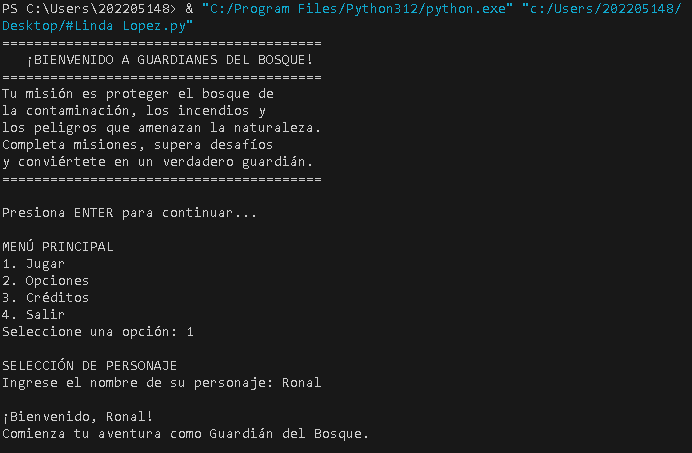 PS C:\Users\202205148> & "C:/Program Files/Python312/python.exe" "c:/Users/202205148/
Desktop/#Linda Lopez.py"
========================================
   ¡BIENVENIDO A GUARDIANES DEL BOSQUE!
========================================
Tu misión es proteger el bosque de
la contaminación, los incendios y
los peligros que amenazan la naturaleza.
Completa misiones, supera desafíos
y conviértete en un verdadero guardián.
========================================
Presiona ENTER para continuar...
MENÚ PRINCIPAL
1. Jugar
2. Opciones
3. Créditos
4. Salir
Seleccione una opción: 1
SELECCIÓN DE PERSONAJE
Ingrese el nombre de su personaje: Ronal
¡Bienvenido, Ronal!
Comienza tu aventura como Guardián del Bosque.